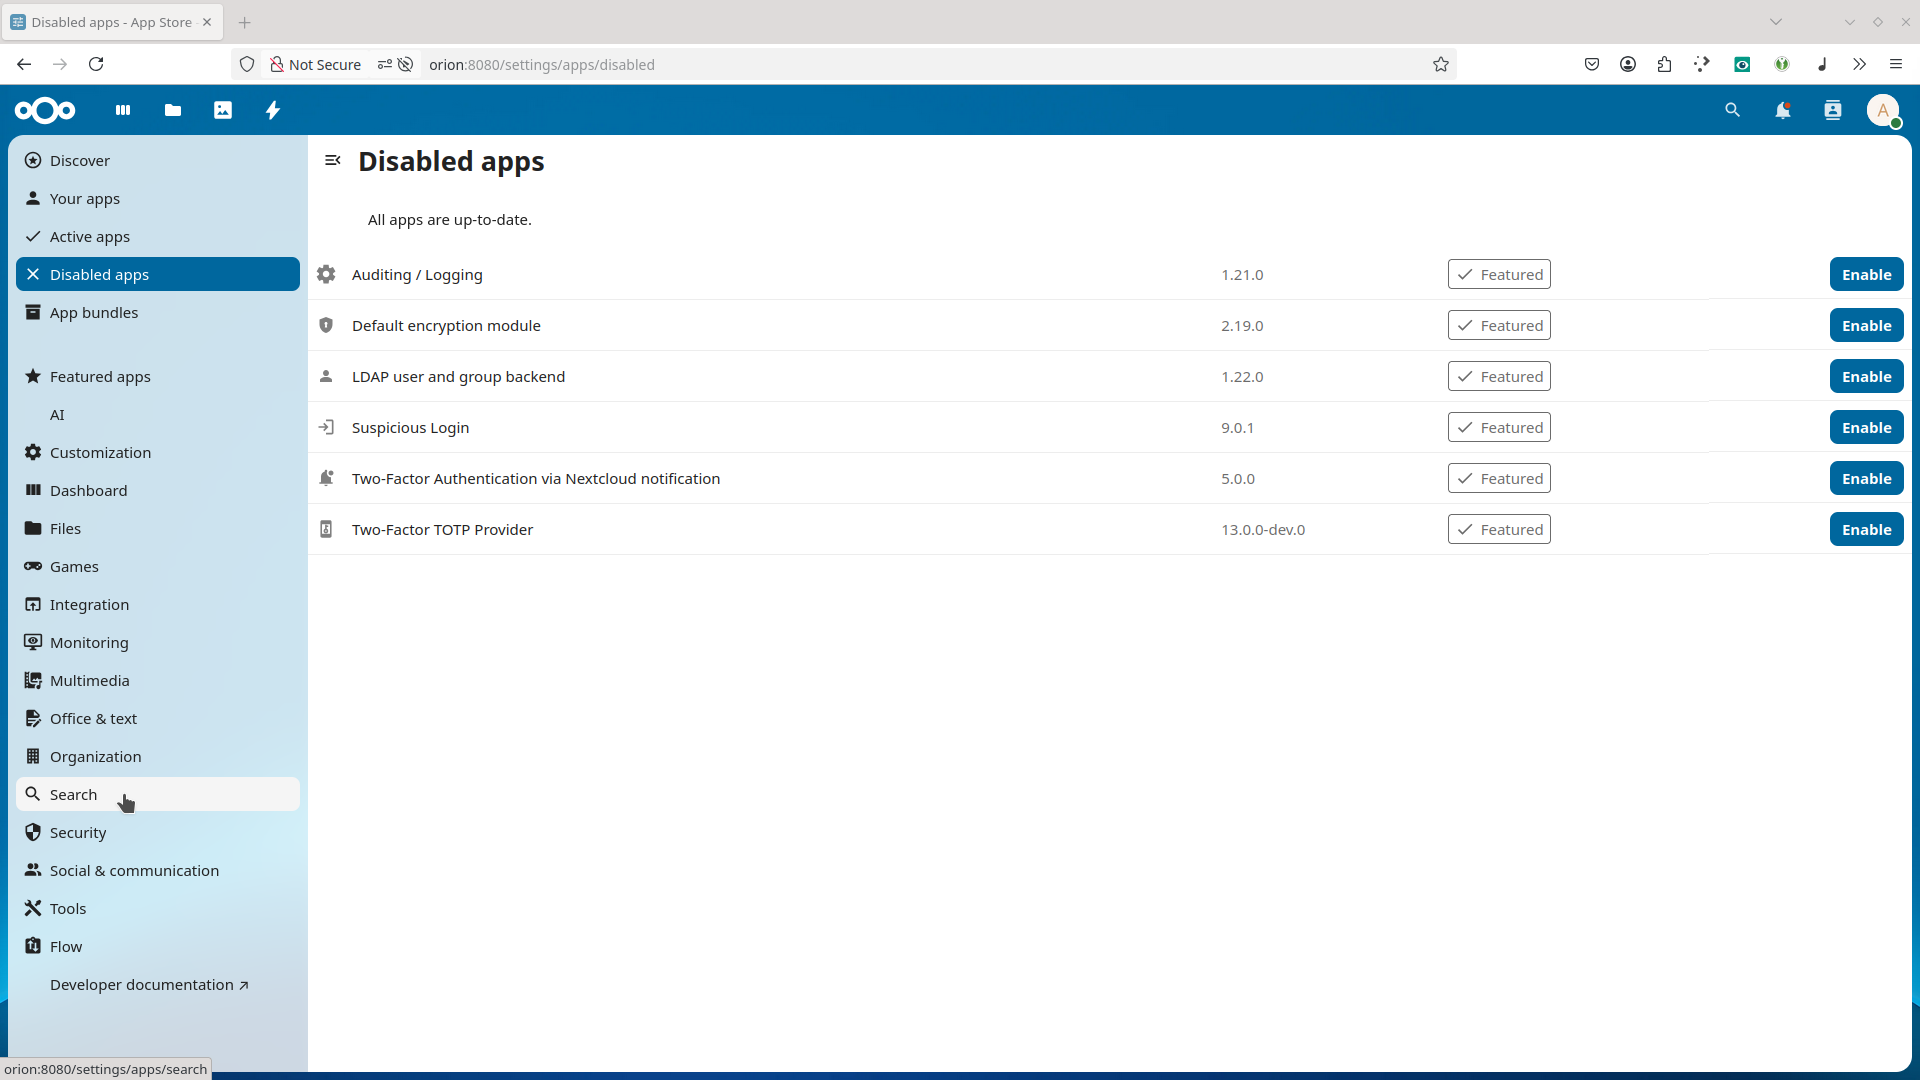 Disabled apps - App Store
Not Secure
orion:8080/settings/apps/disabled
A
Discover
Your apps
Active apps
Disabled apps
App bundles
Featured apps
AI
Customization
Dashboard
Files
Games
Integration
Monitoring
Multimedia
Office & text
Organization
Search
Security
Social & communication
Tools
Flow
Developer documentation ↗
Disabled apps
All apps are up-to-date.
Auditing / Logging 1.21.0 Featured Enable
Default encryption module 2.19.0 Featured Enable
LDAP user and group backend 1.22.0 Featured Enable
Suspicious Login 9.0.1 Featured Enable
Two-Factor Authentication via Nextcloud notification 5.0.0 Featured Enable
Two-Factor TOTP Provider 13.0.0-dev.0 Featured Enable
orion:8080/settings/apps/search